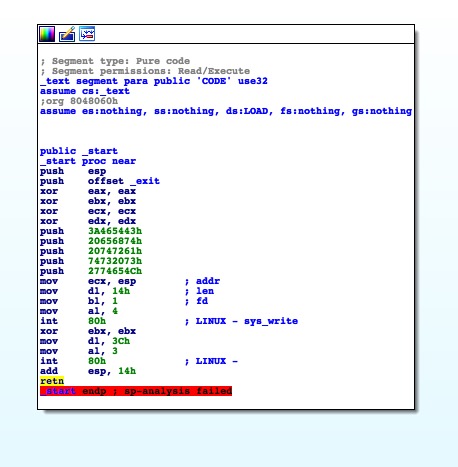 ; Segment type: Pure code
; Segment permissions: Read/Execute
_text segment para public 'CODE' use32
assume cs:_text
;org 8048060h
assume es:nothing, ss:nothing, ds:LOAD, fs:nothing, gs:nothing
public _start
_start proc near
push esp
push offset _exit
xor eax, eax
xor ebx, ebx
xor ecx, ecx
xor edx, edx
push 3A465443h
push 20656874h
push 20747261h
push 74732073h
push 2774654Ch
mov ecx, esp ; addr
mov dl, 14h ; len
mov bl, 1 ; fd
mov al, 4
int 80h ; LINUX - sys_write
xor ebx, ebx
mov dl, 3Ch
mov al, 3
int 80h ; LINUX -
add esp, 14h
retn
_start endp ; sp-analysis failed